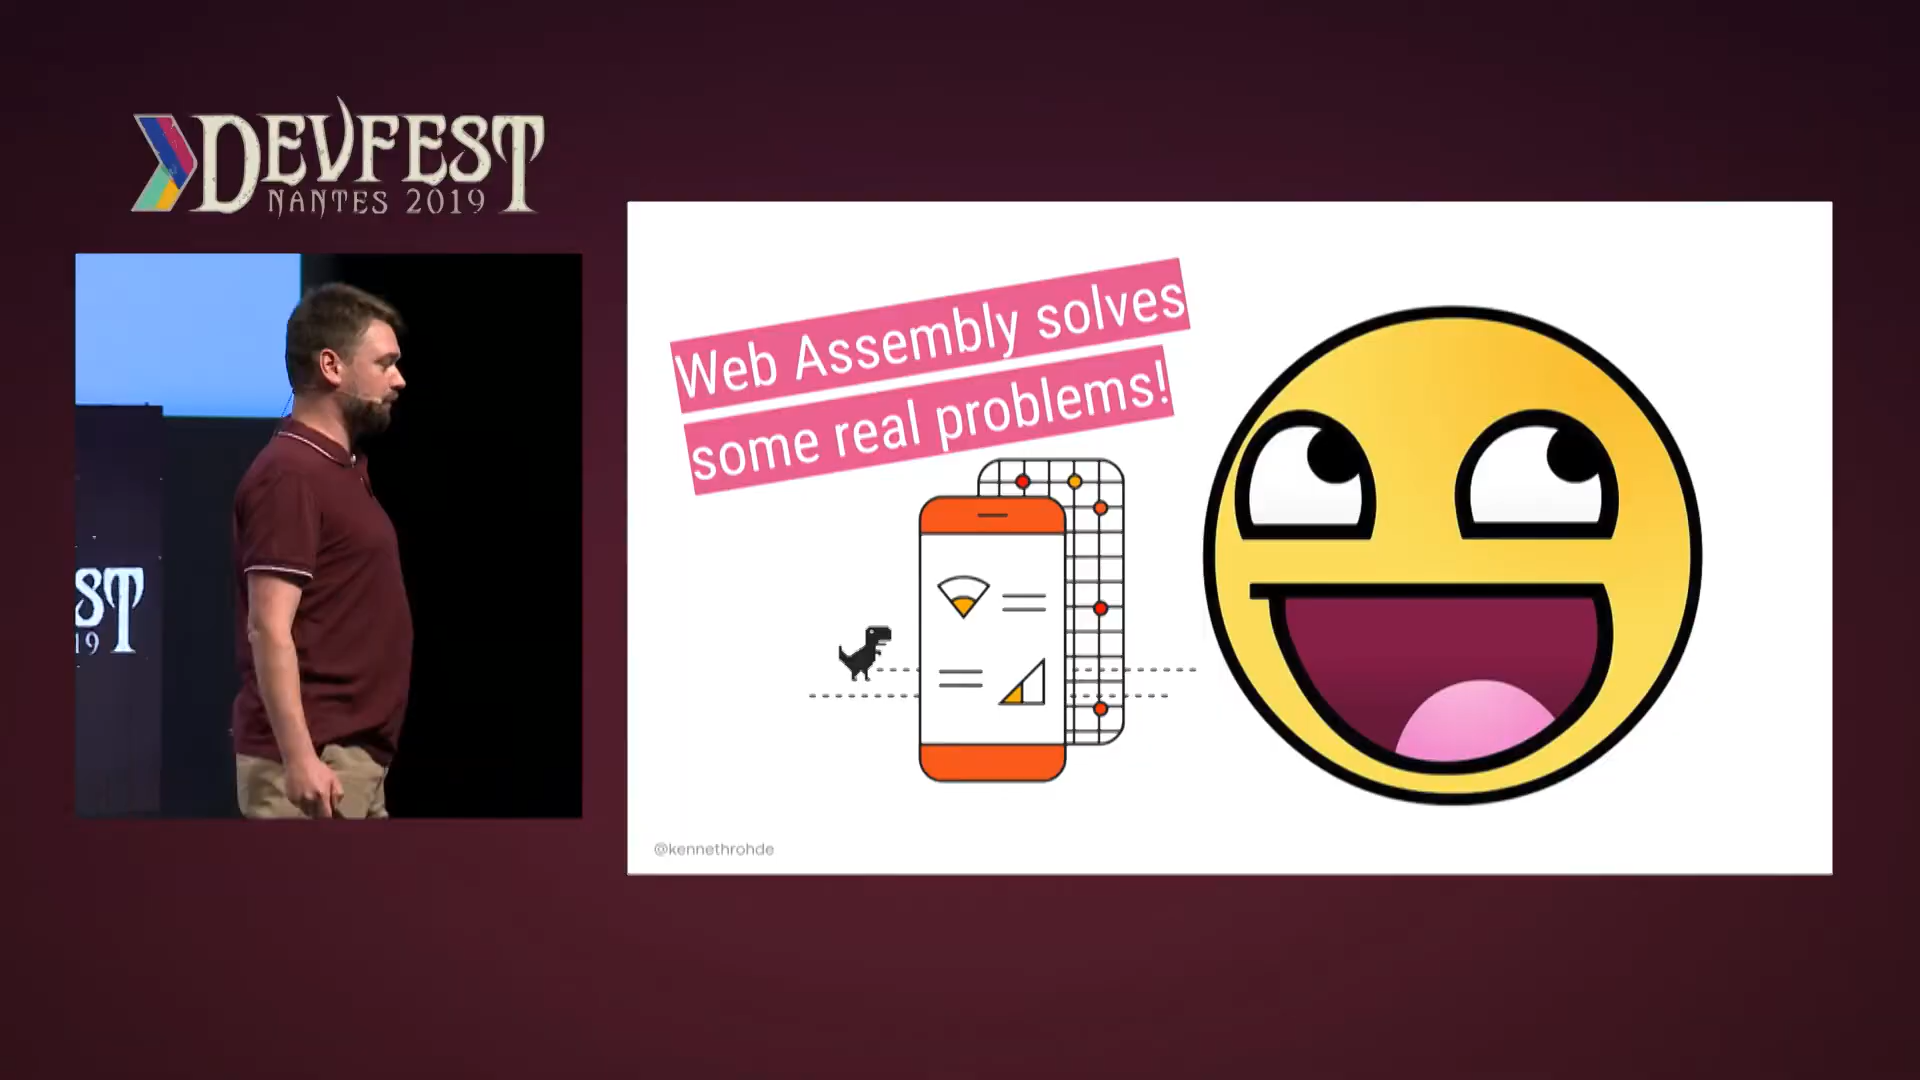 DEVFEST
NANTES 2019
Web Assembly solves
some real problems!
ST
19
@kennethrohde